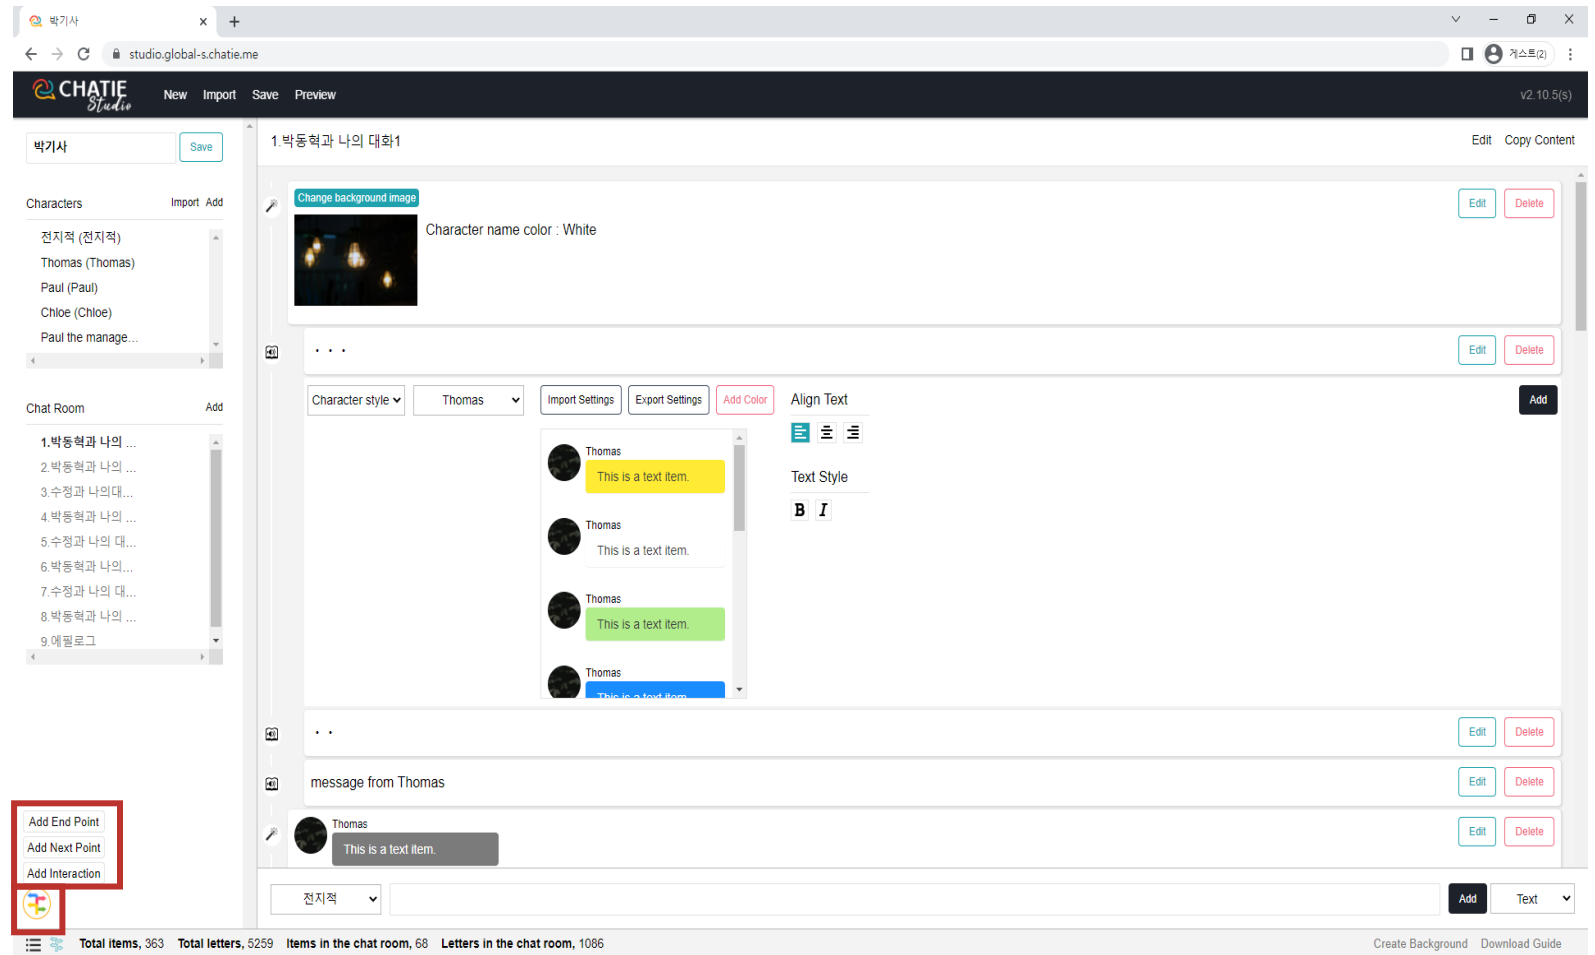 박기사
studio.global-s.chatie.me
게스트(2)
CHATIE
Studio
New Import Save Preview
v2.10.5(s)
박기사
Save
1.박동혁과 나의 대화1
Edit Copy Content
Characters
Import Add
전지적 (전지적)
Thomas (Thomas)
Paul (Paul)
Chloe (Chloe)
Paul the manage...
Chat Room
Add
1.박동혁과 나의 ...
2.박동혁과 나의 ...
3.수정과 나의대...
4.박동혁과 나의 ...
5.수정과 나의 대...
6.박동혁과 나의...
7.수정과 나의 대...
8.박동혁과 나의 ...
9.에필로그
Add End Point
Add Next Point
Add Interaction
Change background image
Character name color : White
Edit Delete
. . .
Edit Delete
Character style
Thomas
Import Settings
Export Settings
Add Color
Align Text
Add
Thomas
This is a text item.
Thomas
This is a text item.
Thomas
This is a text item.
Thomas
This is a text item.
Text Style
B I
. .
Edit Delete
message from Thomas
Edit Delete
Thomas
This is a text item.
Edit Delete
전지적
Add
Text
Total items, 363 Total letters, 5259 Items in the chat room, 68 Letters in the chat room, 1086
Create Background Download Guide